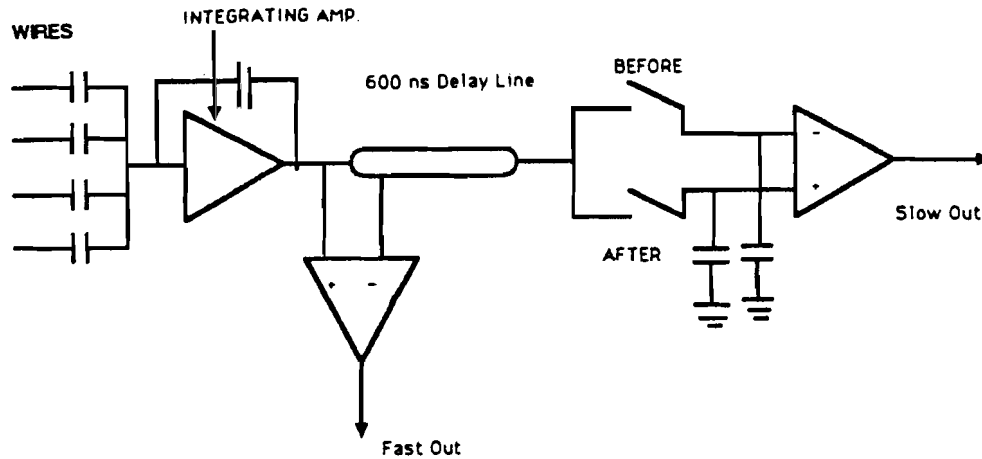 INTEGRATING AMP.
WIRES
600 ns Delay Line
BEFORE
-
+
Slow Out
AFTER
+ -
Fast Out